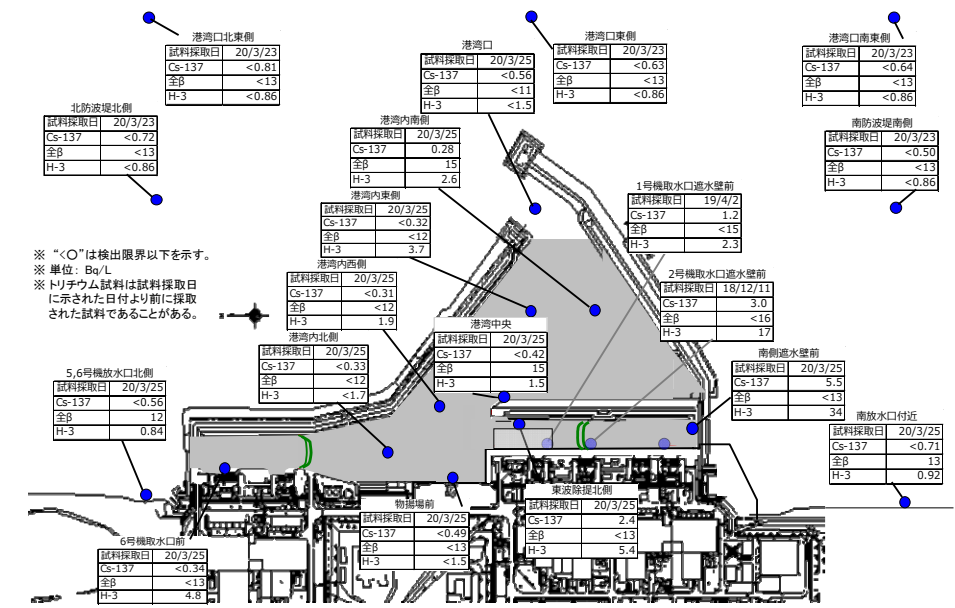 港湾口北東側
試料採取日 20/3/23
Cs-137 <0.81
全β <13
H-3 <0.86
港湾口東側
試料採取日 20/3/23
Cs-137 <0.63
全β <13
H-3 <0.86
港湾口南東側
試料採取日 20/3/23
Cs-137 <0.64
全β <13
H-3 <0.86
港湾口
試料採取日 20/3/25
Cs-137 <0.56
全β <11
H-3 <1.5
北防波堤北側
試料採取日 20/3/23
Cs-137 <0.72
全β <13
H-3 <0.86
港湾内南側
試料採取日 20/3/25
Cs-137 0.28
全β 15
H-3 2.6
南防波堤南側
試料採取日 20/3/23
Cs-137 <0.50
全β <13
H-3 <0.86
港湾内東側
試料採取日 20/3/25
Cs-137 <0.32
全β <12
H-3 3.7
1号機取水口遮水壁前
試料採取日 19/4/2
Cs-137 1.2
全β <15
H-3 2.3
※ “<○”は検出限界以下を示す。
※ 単位: Bq/L
※ トリチウム試料は試料採取日
に示された日付より前に採取
された試料であることがある。
港湾内西側
試料採取日 20/3/25
Cs-137 <0.31
全β <12
H-3 1.9
2号機取水口遮水壁前
試料採取日 18/12/11
Cs-137 3.0
全β <16
H-3 17
港湾中央
試料採取日 20/3/25
Cs-137 <0.42
全β 15
H-3 1.5
港湾内北側
試料採取日 20/3/25
Cs-137 <0.33
全β <12
H-3 <1.7
南側遮水壁前
試料採取日 20/3/25
Cs-137 5.5
全β <13
H-3 34
5,6号機放水口北側
試料採取日 20/3/25
Cs-137 <0.56
全β 12
H-3 0.84
南放水口付近
試料採取日 20/3/25
Cs-137 <0.71
全β 13
H-3 0.92
物揚場前
試料採取日 20/3/25
Cs-137 <0.49
全β <13
H-3 <1.5
東波除堤北側
試料採取日 20/3/25
Cs-137 2.4
全β <13
H-3 5.4
6号機取水口前
試料採取日 20/3/25
Cs-137 <0.34
全β <13
H-3 4.8